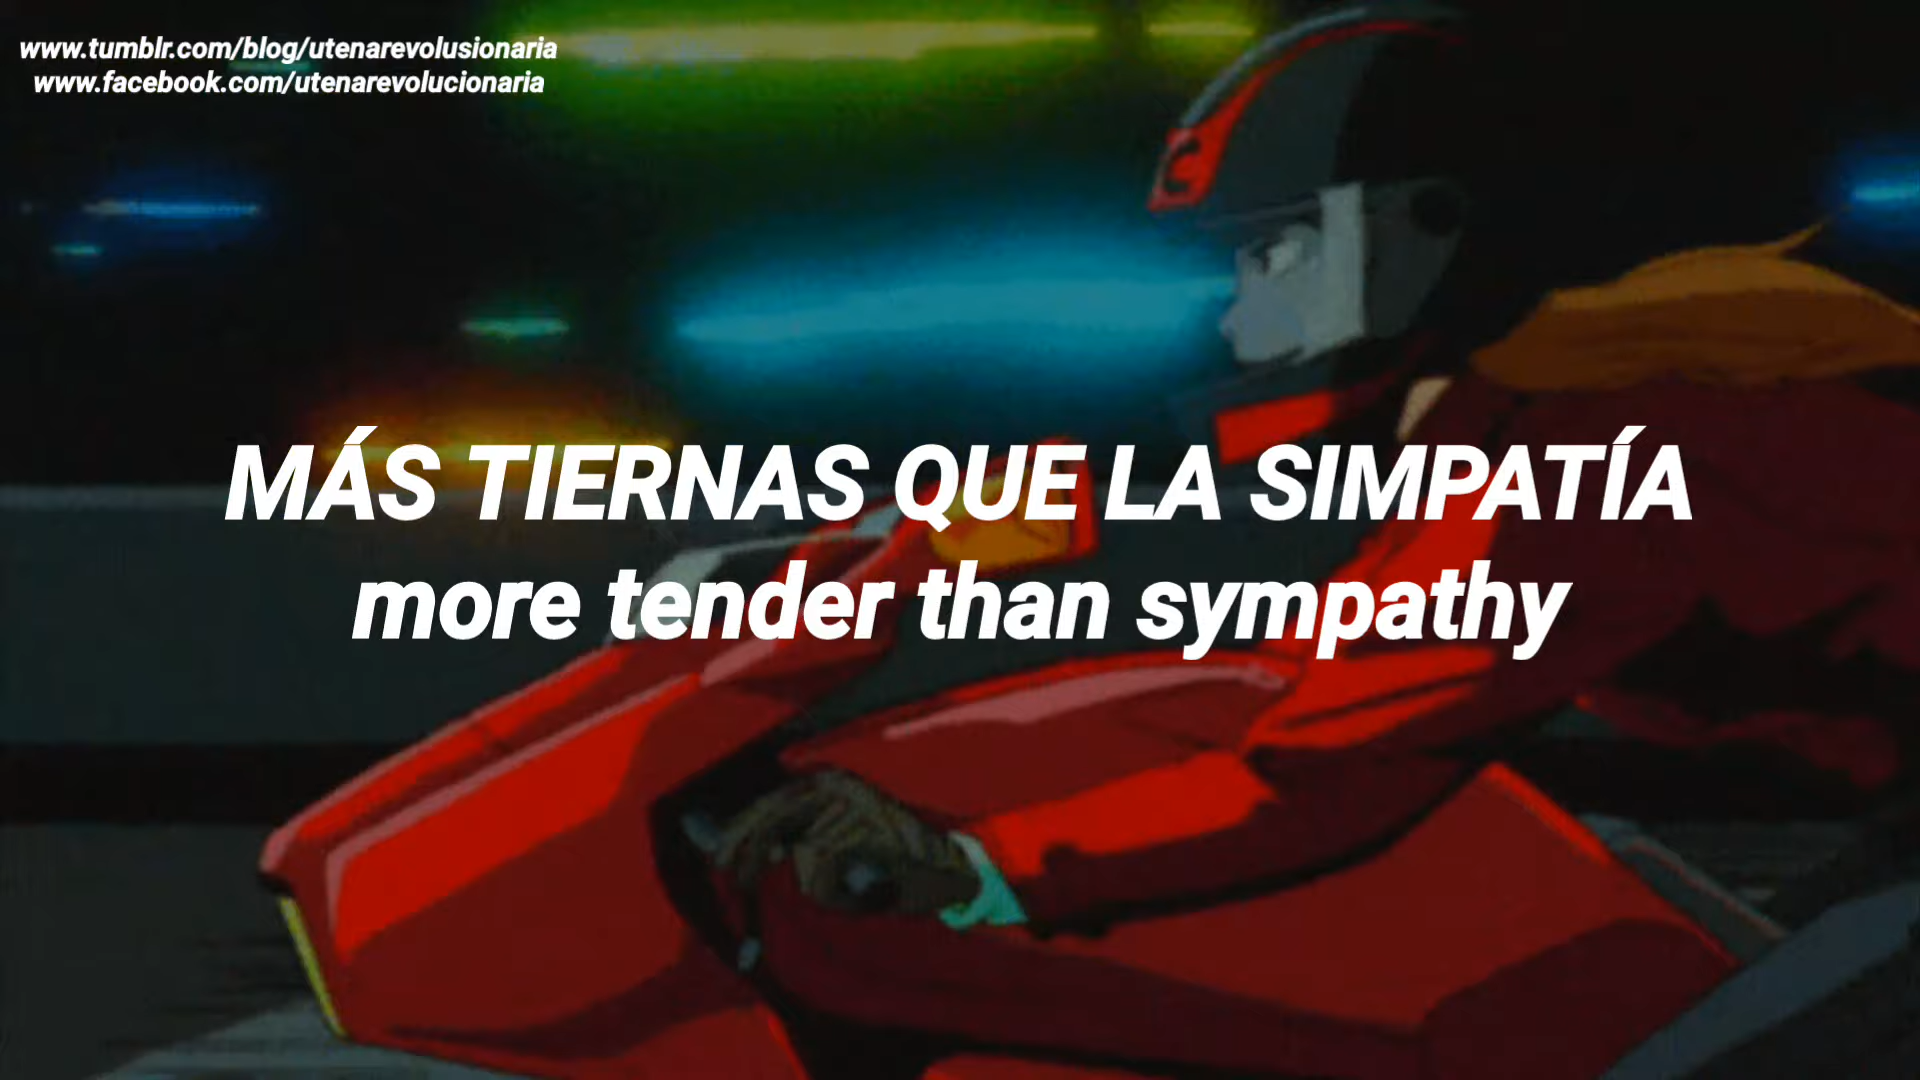 www.tumblr.com/blog/utenarevolusionaria
www.facebook.com/utenarevolucionaria
MÁS TIERNAS QUE LA SIMPATÍA
more tender than sympathy